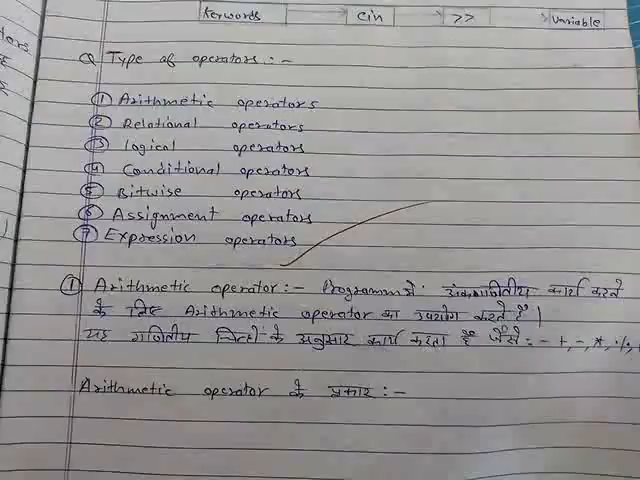 Keywords cin >> Variable
Q Type of operators :-
① Arithmetic operators
② Relational operators
③ Logical operators
④ Conditional operators
⑤ Bitwise operators
⑥ Assignment operators
⑦ Expression operators
① Arithmetic operator :- Programm में अंकगणितीय कार्य करने
के लिए Arithmetic operator का उपयोग करते हैं।
यह गणितीय चिन्हों के अनुसार कार्य करता है जैसे :- +, -, *, %,
Arithmetic operator के प्रकार :-